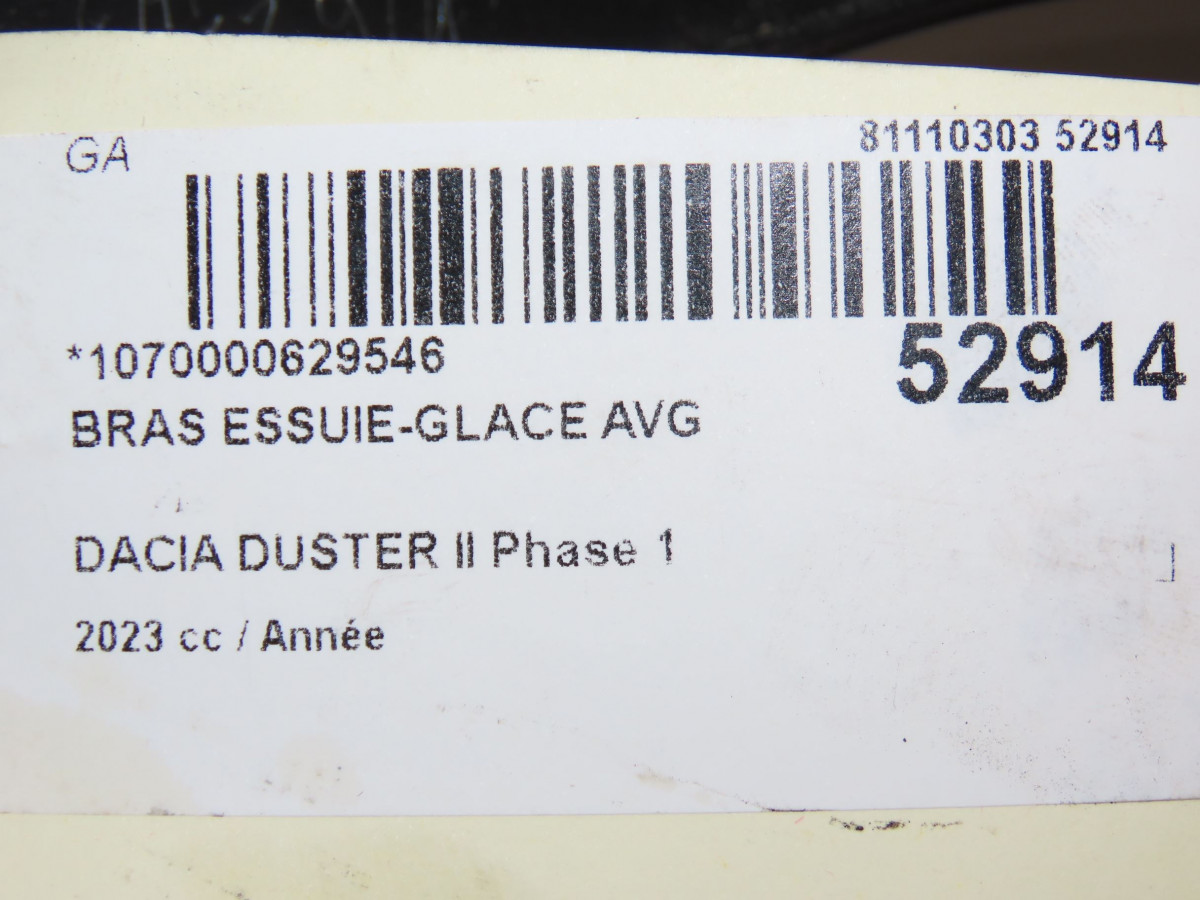 GA
81110303 52914
*1070000629546
52914
BRAS ESSUIE-GLACE AVG
DACIA DUSTER II Phase 1
]
2023 cc / Année